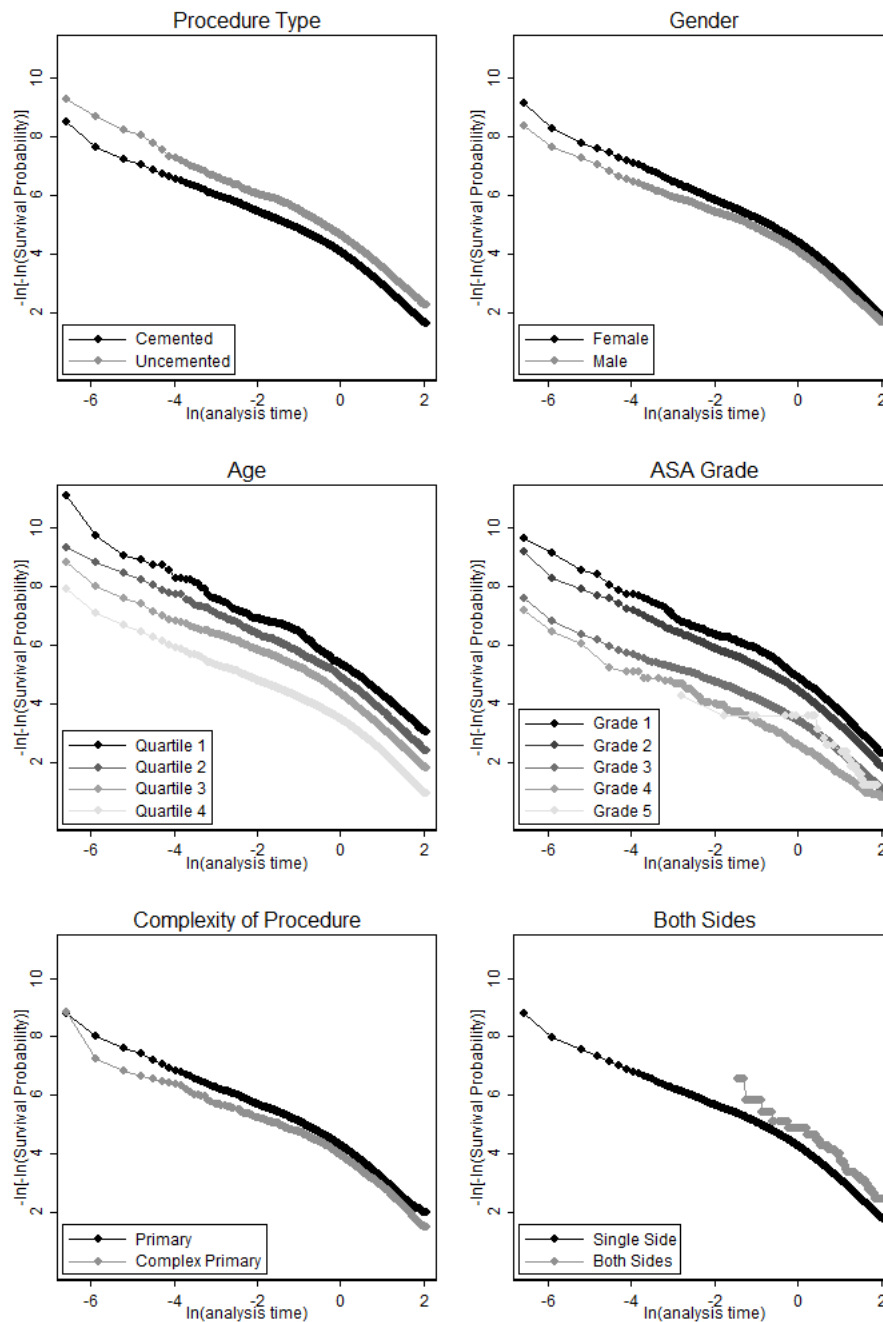 Procedure Type
-ln[-ln(Survival Probability)]
10
8
6
4
2
Cemented
Uncemented
-6 -4 -2 0 2
ln(analysis time)
Gender
-ln[-ln(Survival Probability)]
10
8
6
4
2
Female
Male
-6 -4 -2 0 2
ln(analysis time)
Age
-ln[-ln(Survival Probability)]
10
8
6
4
2
Quartile 1
Quartile 2
Quartile 3
Quartile 4
-6 -4 -2 0 2
ln(analysis time)
ASA Grade
-ln[-ln(Survival Probability)]
10
8
6
4
2
Grade 1
Grade 2
Grade 3
Grade 4
Grade 5
-6 -4 -2 0 2
ln(analysis time)
Complexity of Procedure
-ln[-ln(Survival Probability)]
10
8
6
4
2
Primary
Complex Primary
-6 -4 -2 0 2
ln(analysis time)
Both Sides
-ln[-ln(Survival Probability)]
10
8
6
4
2
Single Side
Both Sides
-6 -4 -2 0 2
ln(analysis time)